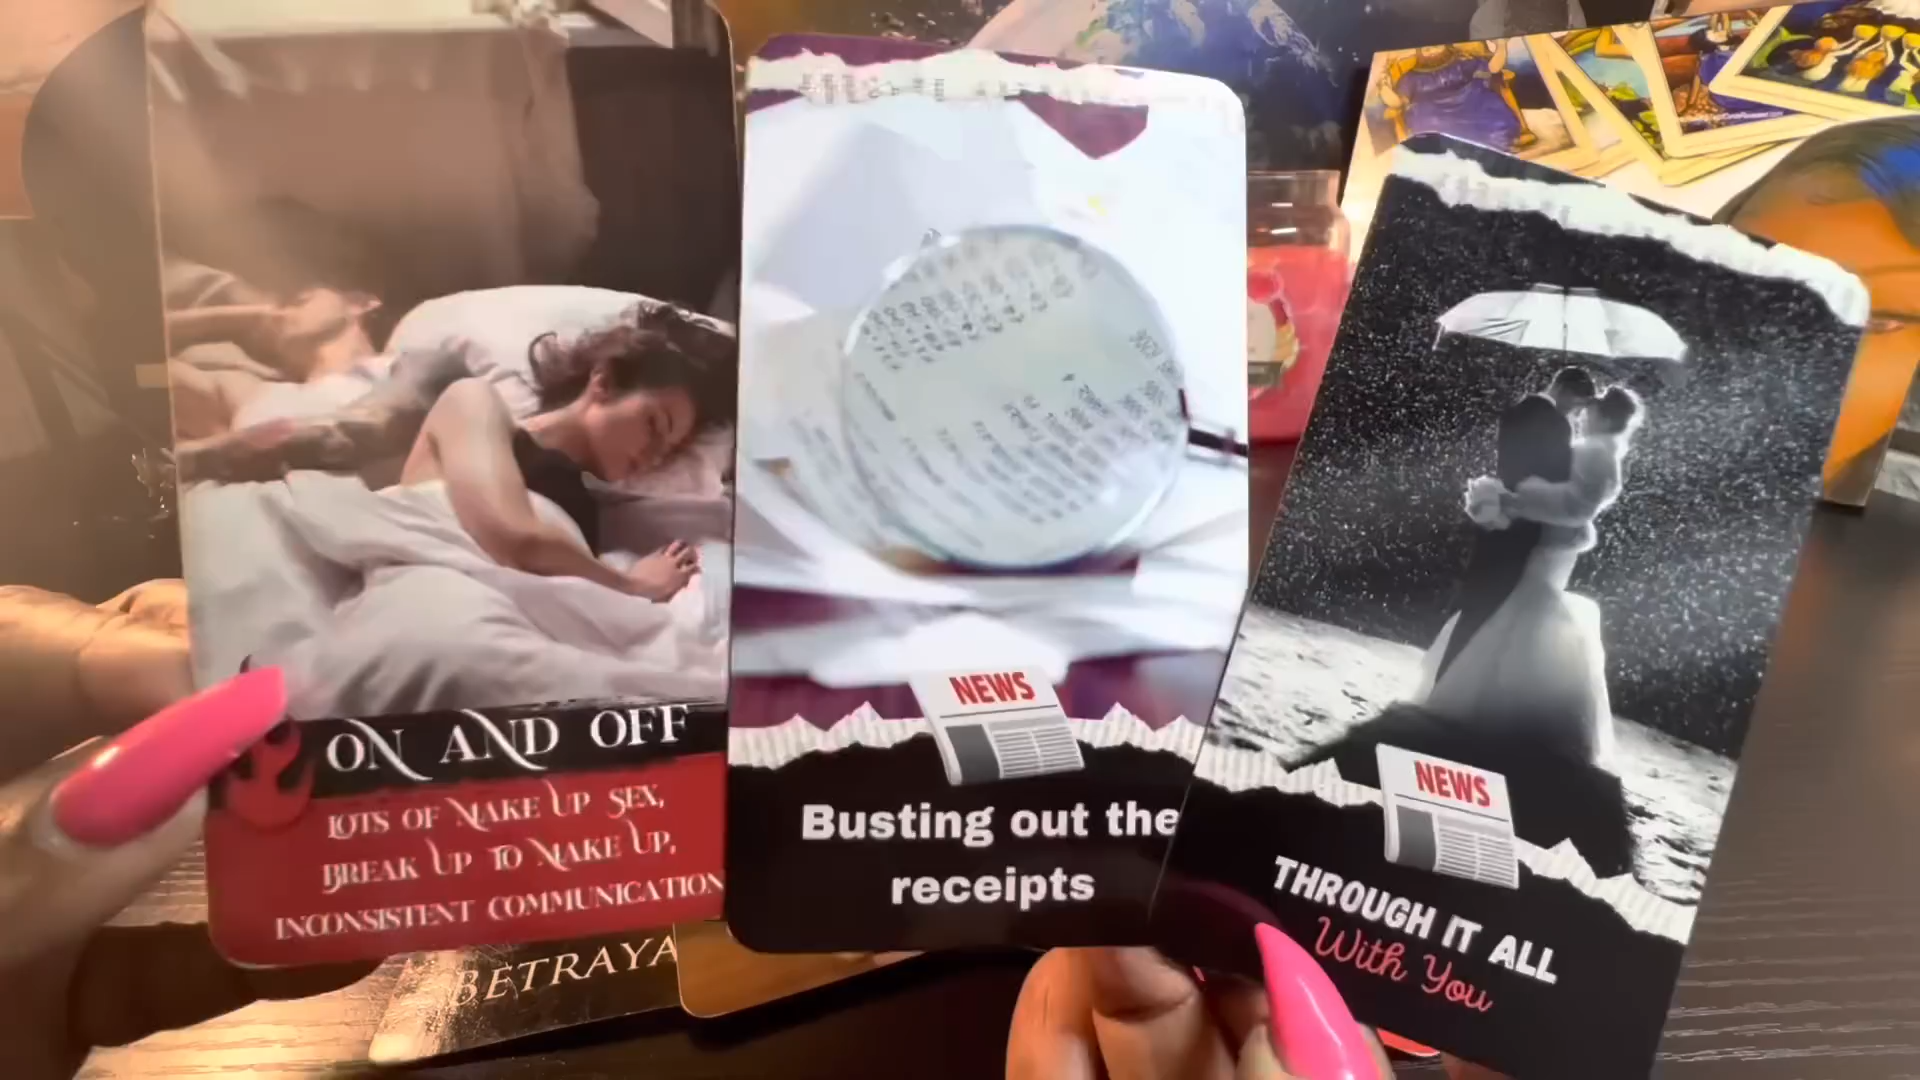 ON AND OFF
LOTS OF MAKE UP SEX,
BREAK UP TO MAKE UP,
INCONSISTENT COMMUNICATION
NEWS
Busting out the
receipts
NEWS
THROUGH IT ALL
With You
BETRAYA